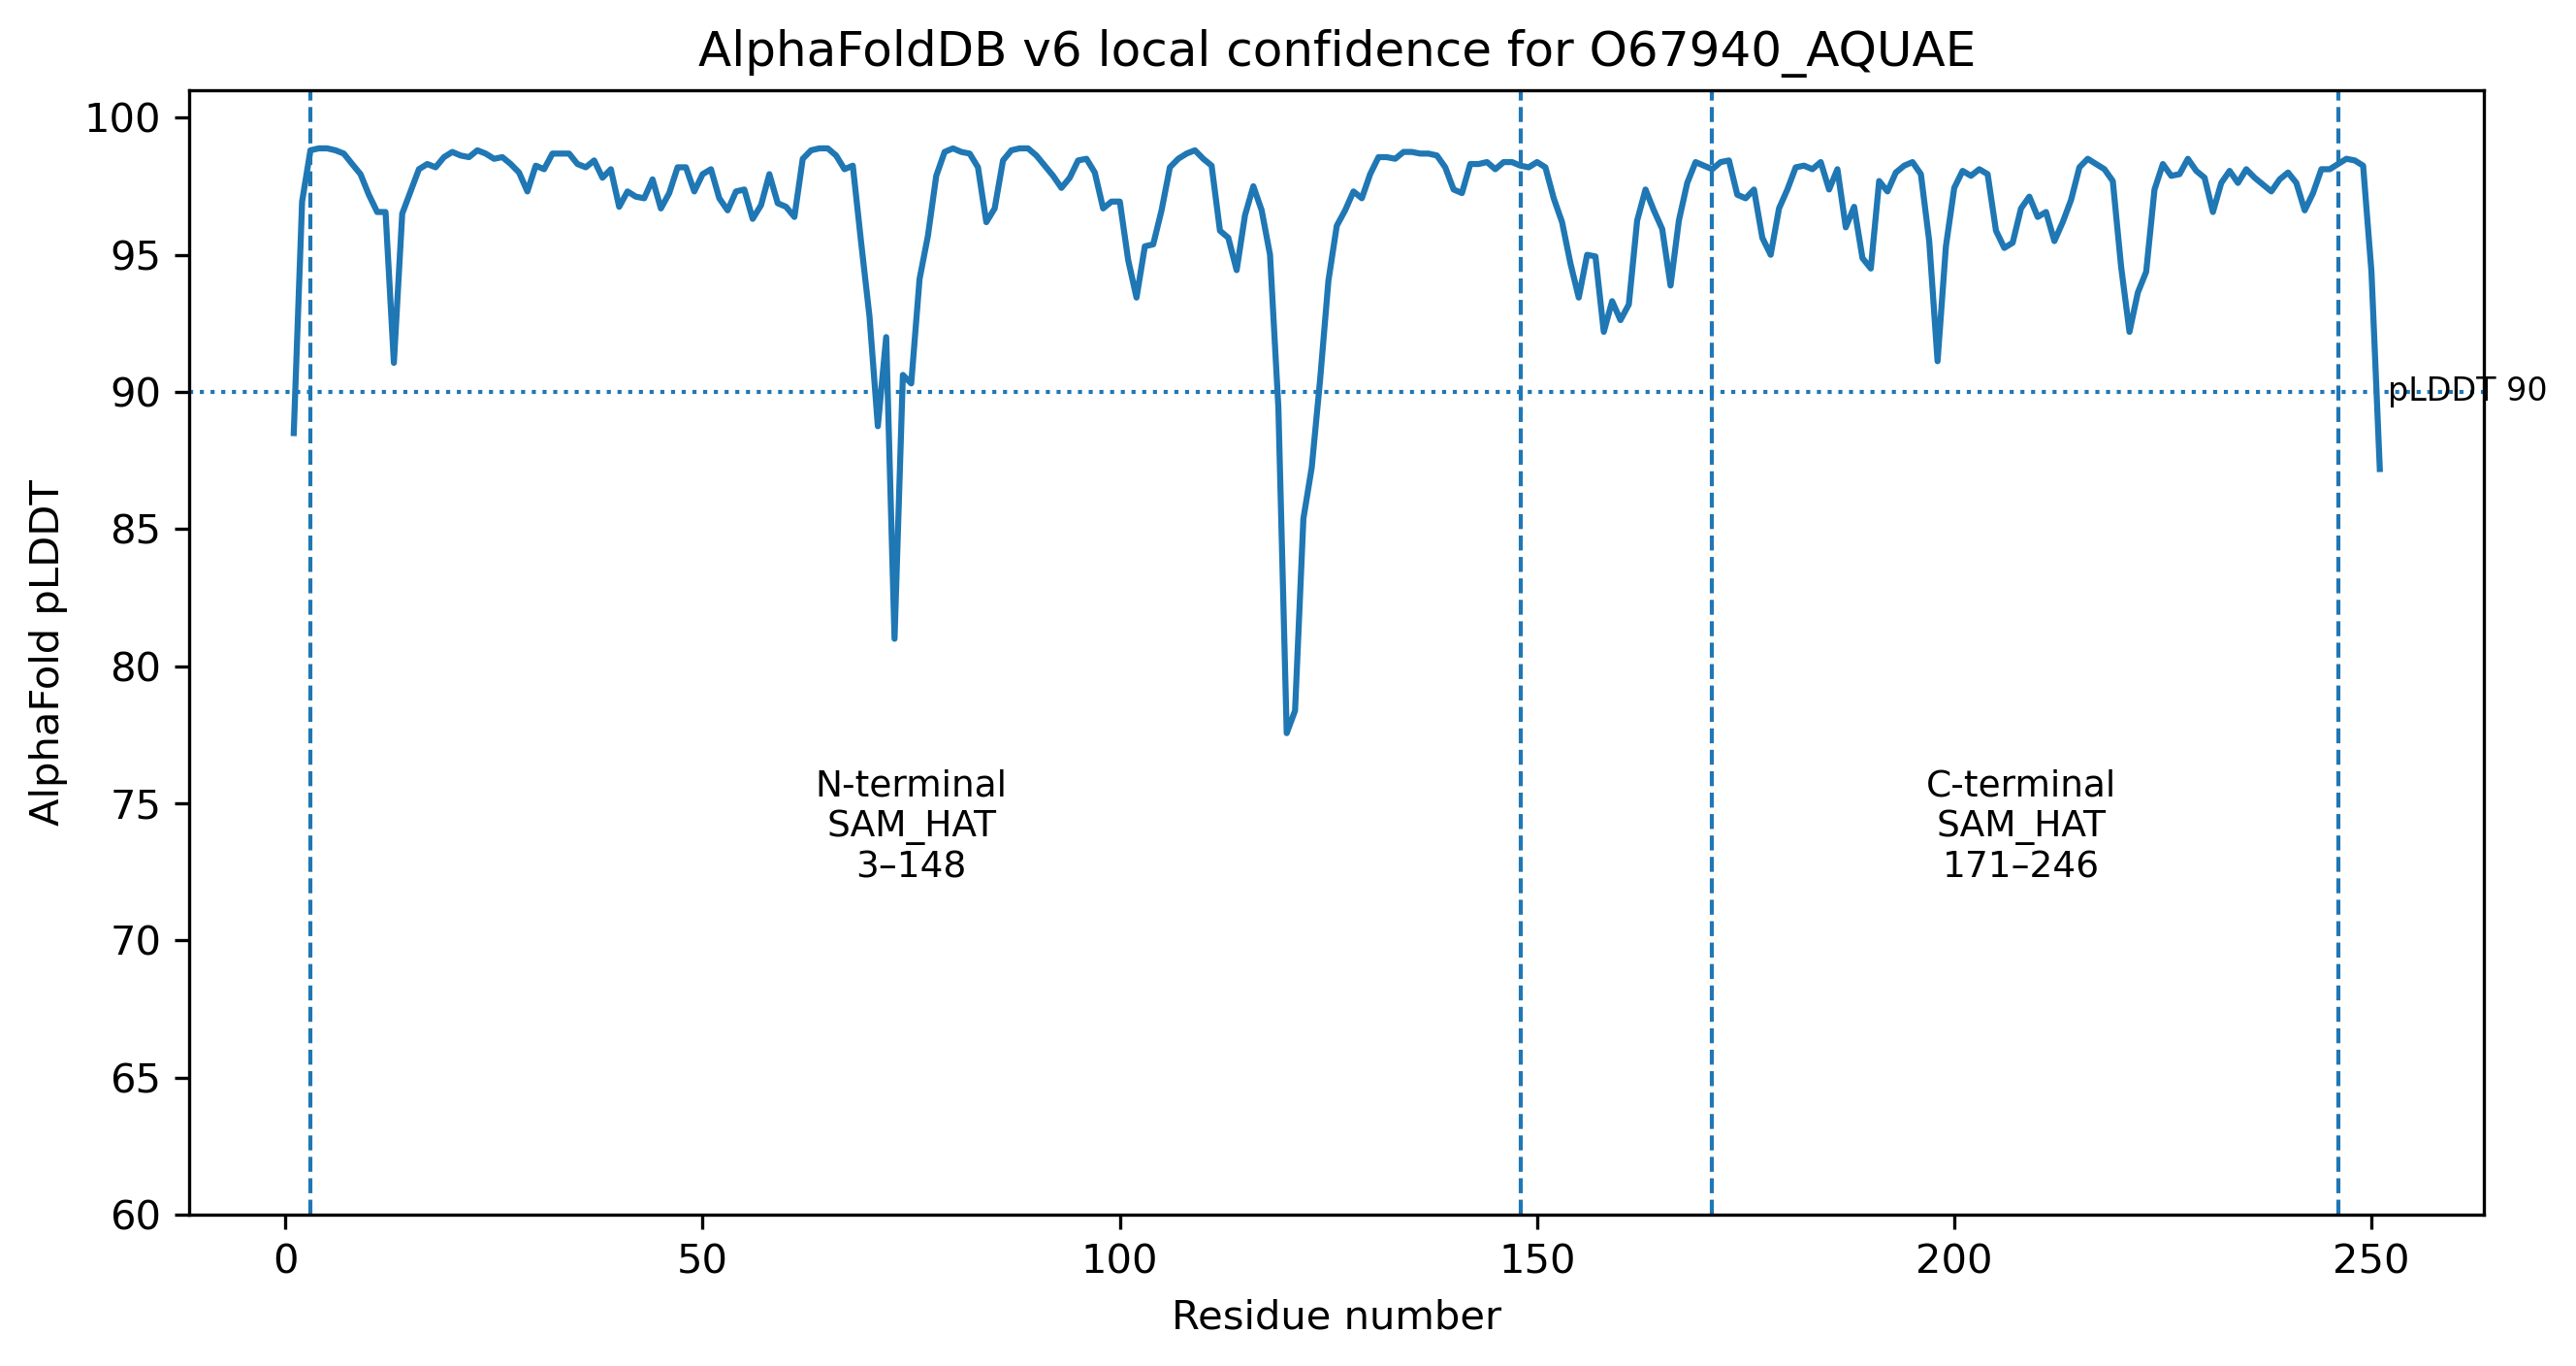 AlphaFoldDB v6 local confidence for O67940_AQUAE
AlphaFold pLDDT
100
95
90
85
80
75
70
65
60
pLDDT 90
N-terminal
SAM_HAT
3–148
C-terminal
SAM_HAT
171–246
0
50
100
150
200
250
Residue number